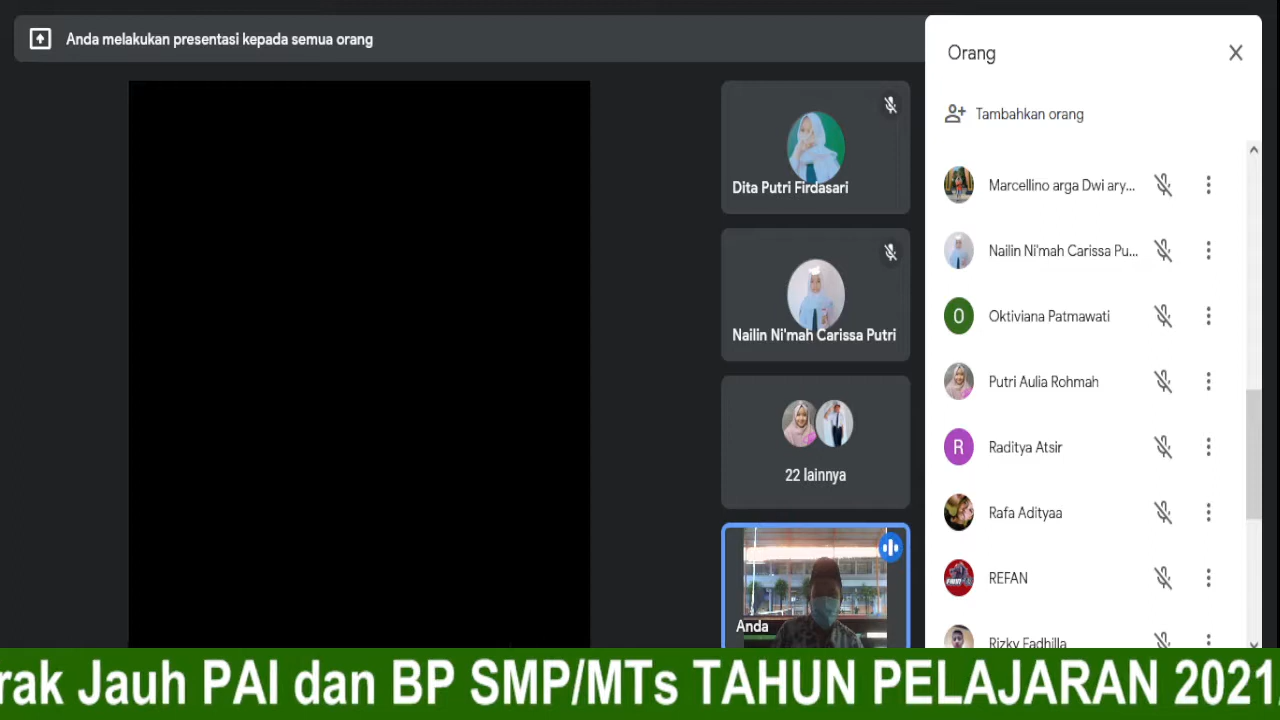 Anda melakukan presentasi kepada semua orang
Dita Putri Firdasari
Nailin Ni'mah Carissa Putri
22 lainnya
Anda
Orang
Tambahkan orang
Marcellino arga Dwi ary...
Nailin Ni'mah Carissa Pu...
O
Oktiviana Patmawati
Putri Aulia Rohmah
R
Raditya Atsir
Rafa Adityaa
REFAN
Rizky Fadhilla
rak Jauh PAI dan BP SMP/MTs TAHUN PELAJARAN 2021